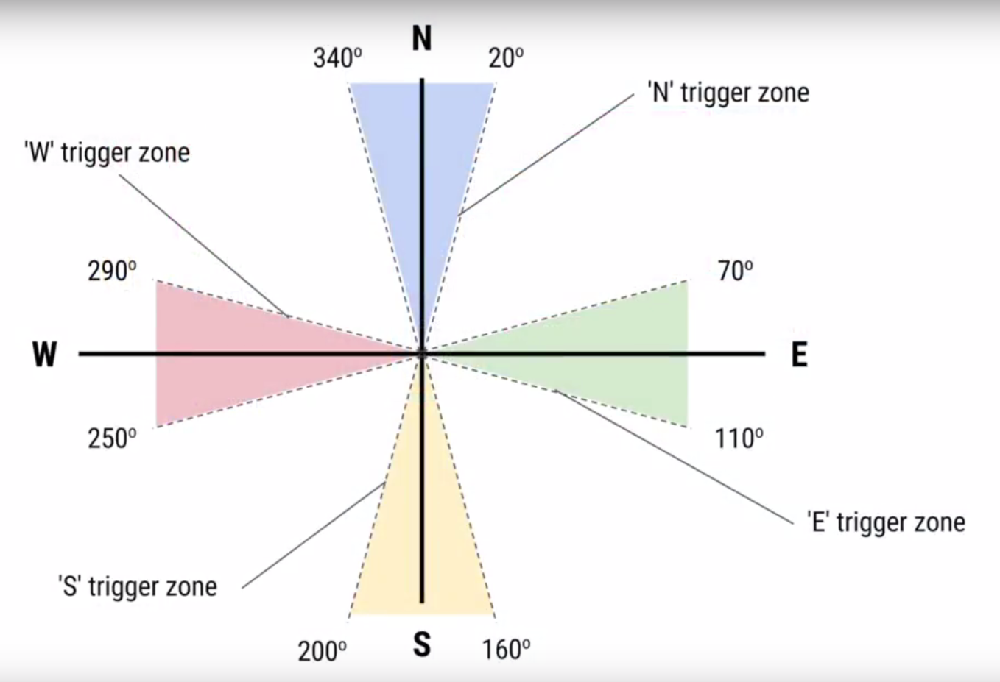 N
340º
20º
'N' trigger zone
'W' trigger zone
290º
70º
W
E
250º
110º
'E' trigger zone
'S' trigger zone
200º
S
160º